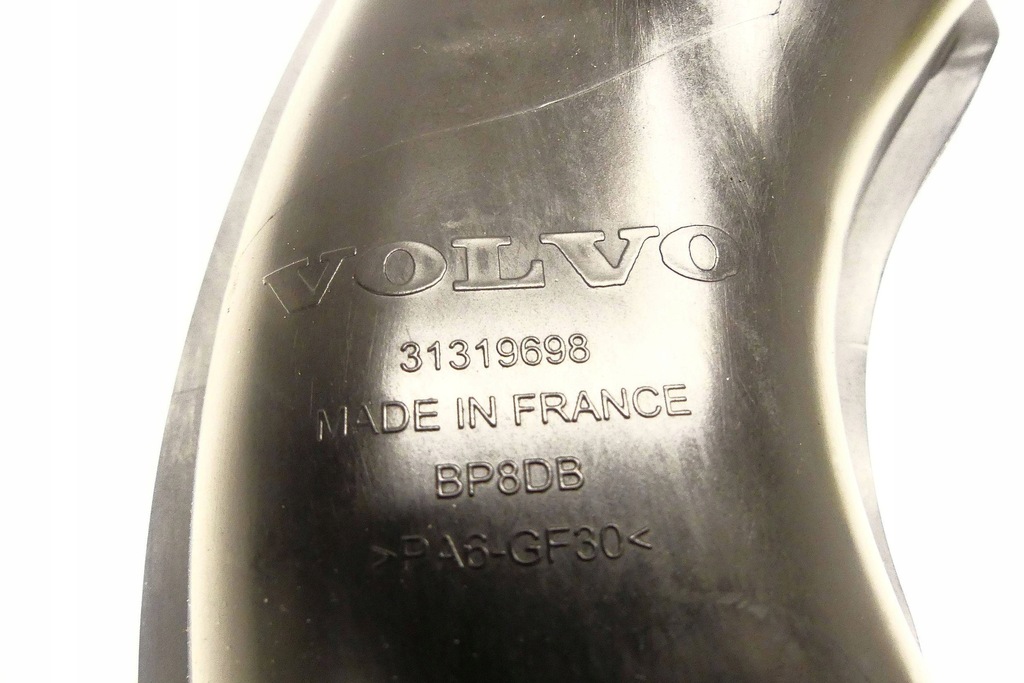 VOLVO
31319698
MADE IN FRANCE
BP8DB
>PA6-GF30<